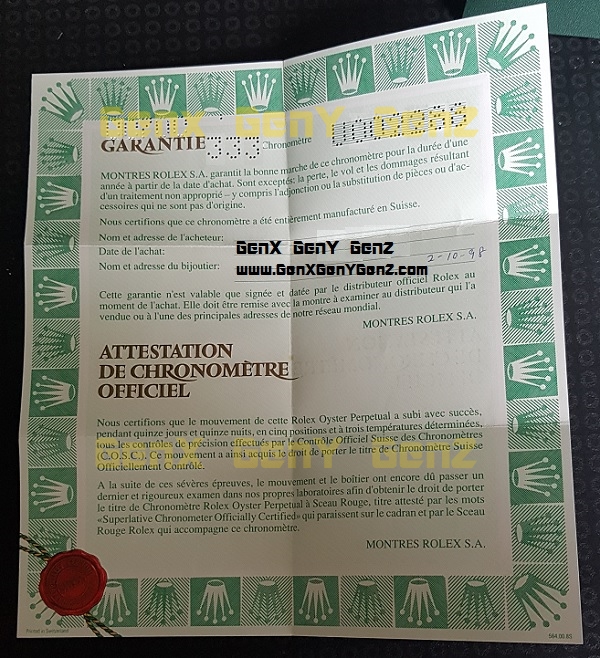 GenX GenY GenZ
GARANTIE
333
Chronomètre
MONTRES ROLEX S.A. garantit la bonne marche de ce chronomètre pour la durée d'une
année à partir de la date d'achat. Sont exceptés: la perte, le vol et les dommages résultant
d'un traitement non approprié – y compris l'adjonction ou la substitution de pièces ou d'ac-
cessoires qui ne sont pas d'origine.
Nous certifions que ce chronomètre a été entièrement manufacturé en Suisse.
Nom et adresse de l'acheteur:
Date de l'achat:
GenX GenY GenZ
2-10-98
Nom et adresse du bijoutier:
www.GenXGenYGenZ.com
Cette garantie n'est valable que signée et datée par le distributeur officiel Rolex au
moment de l'achat. Elle doit être remise avec la montre à examiner au distributeur qui l'a
vendue ou à l'une des principales adresses de notre réseau mondial.
MONTRES ROLEX S.A.
ATTESTATION
DE CHRONOMÈTRE
OFFICIEL
Nous certifions que le mouvement de cette Rolex Oyster Perpetual a subi avec succès,
pendant quinze jours et quinze nuits, en cinq positions et à trois températures déterminées,
tous les contrôles de précision effectués par le Contrôle Officiel Suisse des Chronomètres
(C.O.S.C.). Ce mouvement a ainsi acquis le droit de porter le titre de Chronomètre Suisse
Officiellement Contrôlé.
GenX GenY GenZ
A la suite de ces sévères épreuves, le mouvement et le boîtier ont encore dû passer un
dernier et rigoureux examen dans nos propres laboratoires afin d'obtenir le droit de porter
le titre de Chronomètre Rolex Oyster Perpetual à Sceau Rouge, titre attesté par les mots
«Superlative Chronometer Officially Certified» qui paraissent sur le cadran et par le Sceau
Rouge Rolex qui accompagne ce chronomètre.
MONTRES ROLEX S.A.
Printed in Switzerland